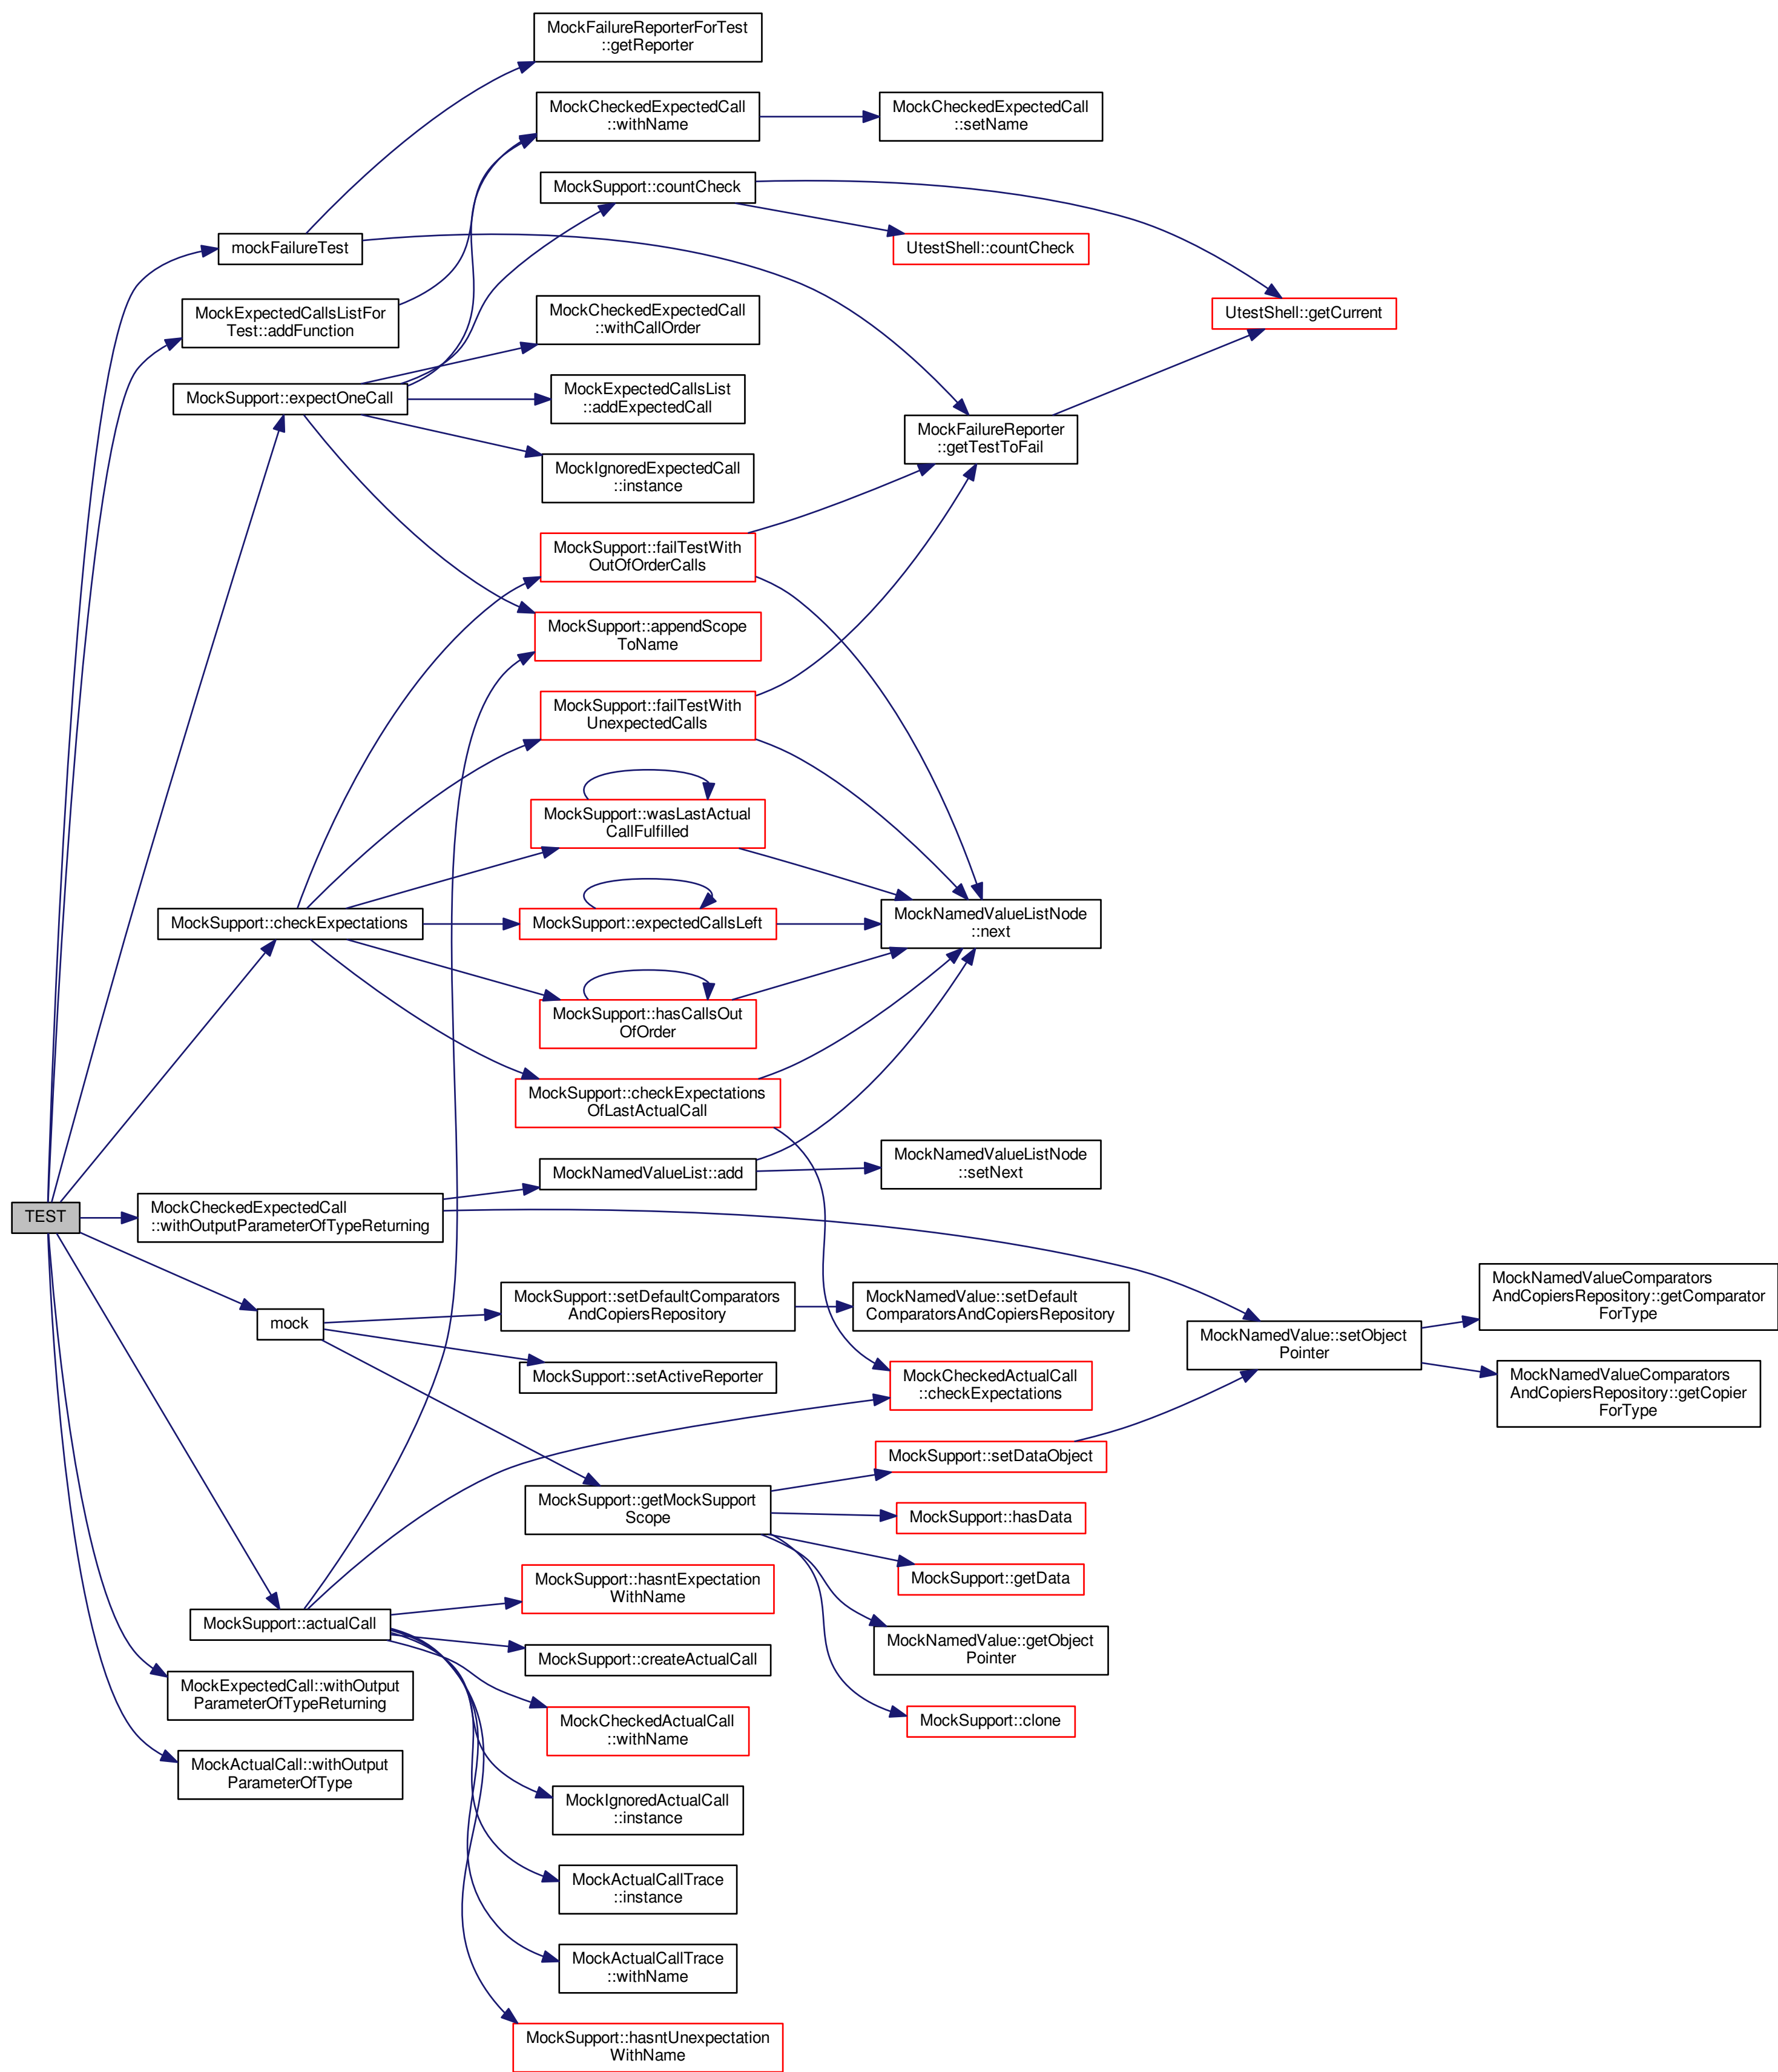 MockFailureReporterForTest
::getReporter
MockCheckedExpectedCall
::withName
MockCheckedExpectedCall
::setName
MockSupport::countCheck
mockFailureTest
UtestShell::countCheck
MockExpectedCallsListFor
Test::addFunction
MockCheckedExpectedCall
::withCallOrder
UtestShell::getCurrent
MockSupport::expectOneCall
MockExpectedCallsList
::addExpectedCall
MockFailureReporter
::getTestToFail
MockIgnoredExpectedCall
::instance
MockSupport::failTestWith
OutOfOrderCalls
MockSupport::appendScope
ToName
MockSupport::failTestWith
UnexpectedCalls
MockSupport::wasLastActual
CallFulfilled
MockSupport::checkExpectations
MockSupport::expectedCallsLeft
MockNamedValueListNode
::next
MockSupport::hasCallsOut
OfOrder
MockSupport::checkExpectations
OfLastActualCall
MockNamedValueList::add
MockNamedValueListNode
::setNext
TEST
MockCheckedExpectedCall
::withOutputParameterOfTypeReturning
mock
MockSupport::setDefaultComparators
AndCopiersRepository
MockNamedValue::setDefault
ComparatorsAndCopiersRepository
MockNamedValue::setObject
Pointer
MockNamedValueComparators
AndCopiersRepository::getComparator
ForType
MockSupport::setActiveReporter
MockCheckedActualCall
::checkExpectations
MockNamedValueComparators
AndCopiersRepository::getCopier
ForType
MockSupport::setDataObject
MockSupport::getMockSupport
Scope
MockSupport::hasData
MockSupport::getData
MockSupport::hasntExpectation
WithName
MockSupport::actualCall
MockSupport::createActualCall
MockNamedValue::getObject
Pointer
MockExpectedCall::withOutput
ParameterOfTypeReturning
MockCheckedActualCall
::withName
MockSupport::clone
MockActualCall::withOutput
ParameterOfType
MockIgnoredActualCall
::instance
MockActualCallTrace
::instance
MockActualCallTrace
::withName
MockSupport::hasntUnexpectation
WithName